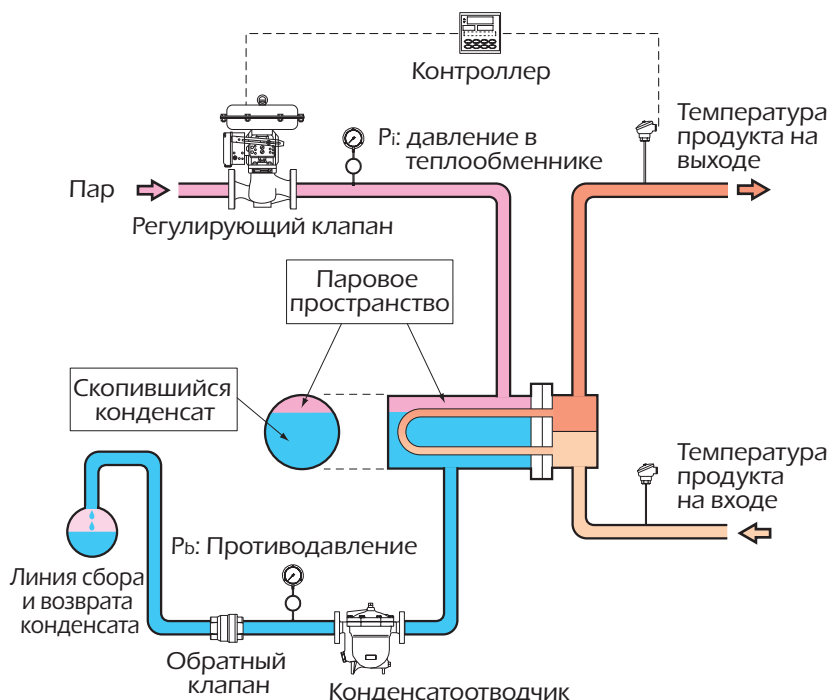 Контроллер
Температура
продукта на
выходе
Pi: давление в
теплообменнике
Пар
Регулирующий клапан
Паровое
пространство
Скопившийся
конденсат
Температура
продукта
на входе
Pb: Противодавление
Линия сбора
и возврата
конденсата
Обратный
клапан
Конденсатоотводчик